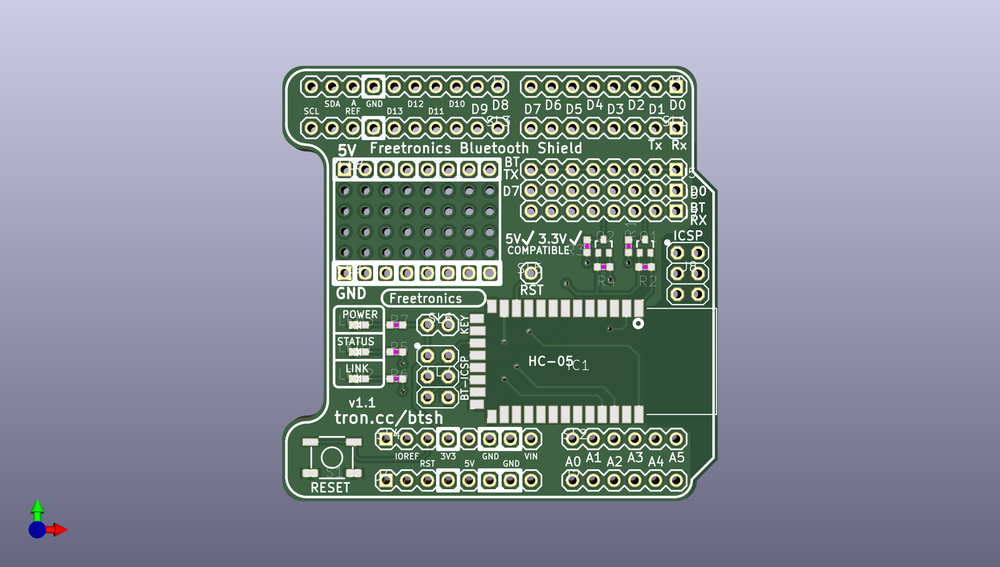 SCL SDA A REF GND D13 D12 D11 D10 D9 D8 D7 D6 D5 D4 D3 D2 D1 D0
Tx Rx
5V Freetronics Bluetooth Shield
BT TX
D7 D0
BT RX
5V✓ 3.3V✓
COMPATIBLE
ICSP
RST
R4 R2
GND Freetronics
POWER
STATUS
LINK
KEY
BT-ICSP
HC-05 IC1
v1.1
tron.cc/btsh
IOREF RST 3V3 5V GND GND VIN
A0 A1 A2 A3 A4 A5
RESET